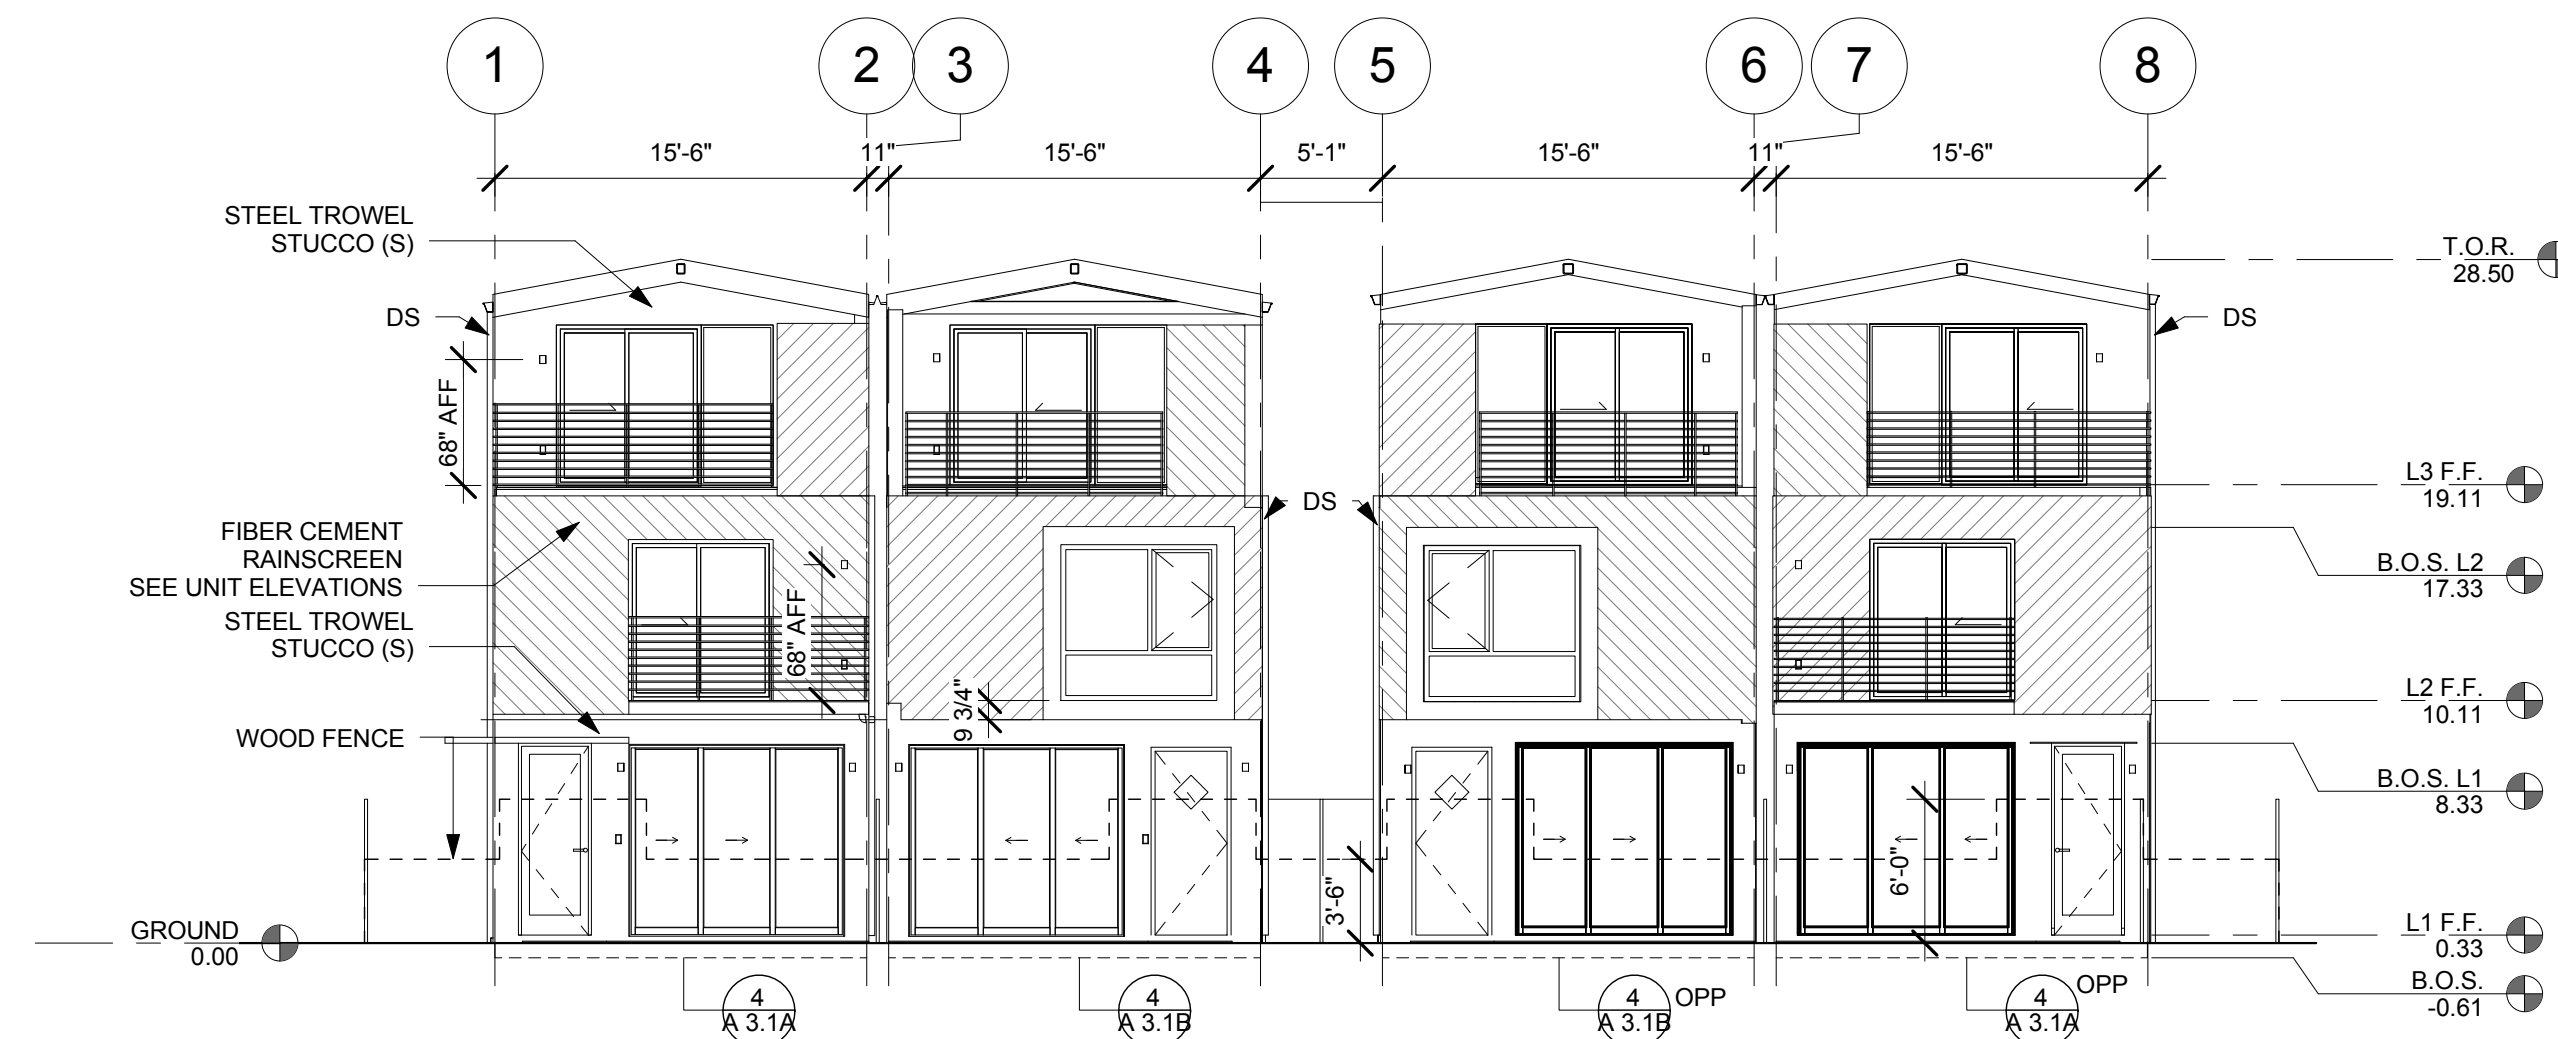 1 2 3 4 5 6 7 8
15'-6" 11" 15'-6" 5'-1" 15'-6" 11" 15'-6"
STEEL TROWEL
STUCCO (S)
T.O.R.
28.50
DS
DS
68" AFF
L3 F.F.
19.11
DS
FIBER CEMENT
RAINSCREEN
SEE UNIT ELEVATIONS
B.O.S. L2
17.33
68" AFF
STEEL TROWEL
STUCCO (S)
9 3/4"
L2 F.F.
10.11
WOOD FENCE
B.O.S. L1
8.33
6'-0"
3'-6"
GROUND
0.00
L1 F.F.
0.33
B.O.S.
-0.61
4
A 3.1A
4
A 3.1B
4 OPP
A 3.1B
4 OPP
A 3.1A